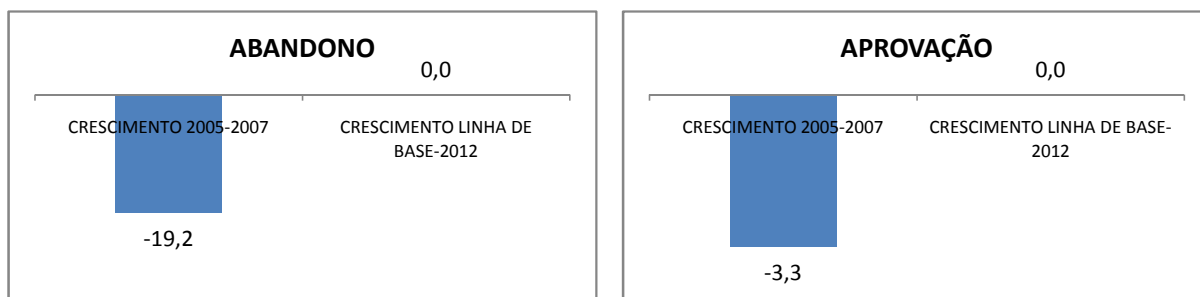 ABANDONO
0,0
CRESCIMENTO 2005-2007
CRESCIMENTO LINHA DE
BASE-2012
-19,2
APROVAÇÃO
0,0
CRESCIMENTO 2005-2007
CRESCIMENTO LINHA DE BASE-
2012
-3,3